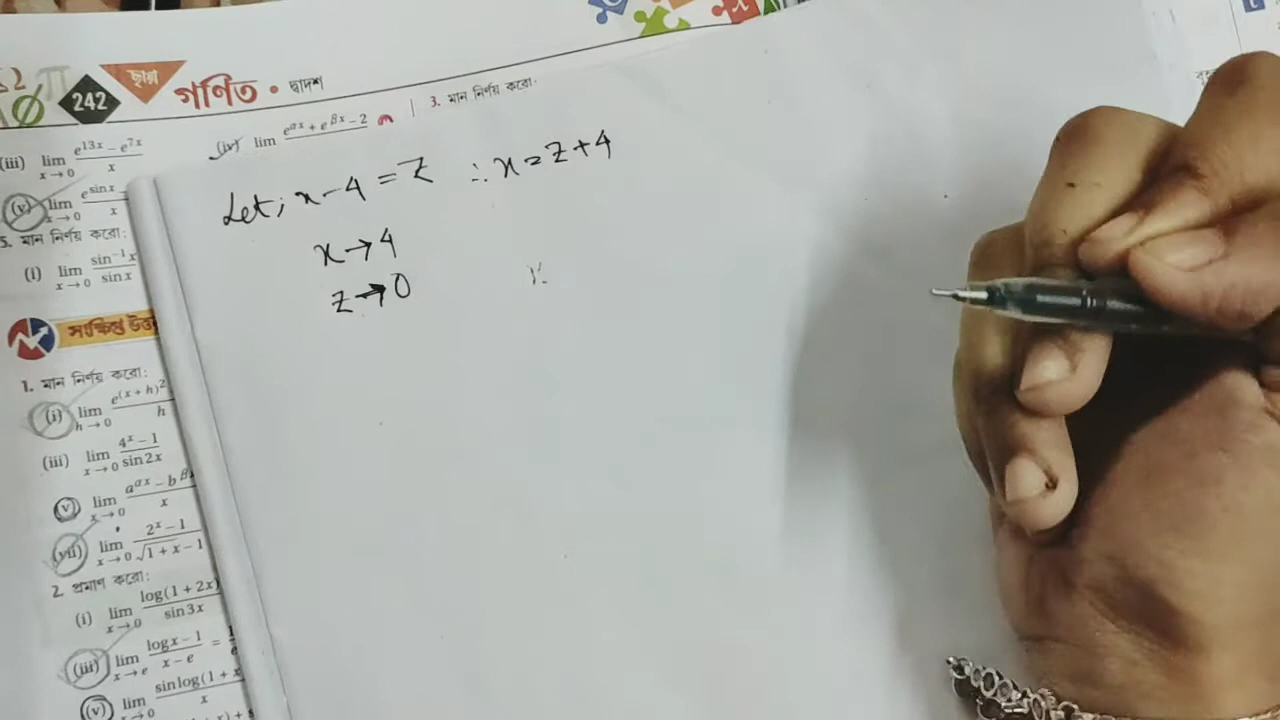 242 ছায়া গণিত • দ্বাদশ
(iii) lim x→0 e^{13x} − e^{7x} / x
(iv) lim e^{αx} + e^{βx} − 2
3. মান নির্ণয় করো:
(v) lim x→0 e^{sin x} / x
5. মান নির্ণয় করো:
(i) lim x→0 sin⁻¹x / sin x
সংক্ষিপ্ত
1. মান নির্ণয় করো:
(i) lim h→0 e^{(x + h)²} / h
(iii) lim x→0 4^x − 1 / sin 2x
(v) lim x→0 a^{αx} − b^{βx} / x
(vii) lim x→0 2^x − 1 / √(1 + x) − 1
2. প্রমাণ করো:
(i) lim x→0 log(1 + 2x) / sin 3x
(iii) lim x→e log x − 1 / x − e =
(v) lim x→0 sin log(1 + x / x
Let; x − 4 = z ∴ x = z + 4
x → 4
z → 0